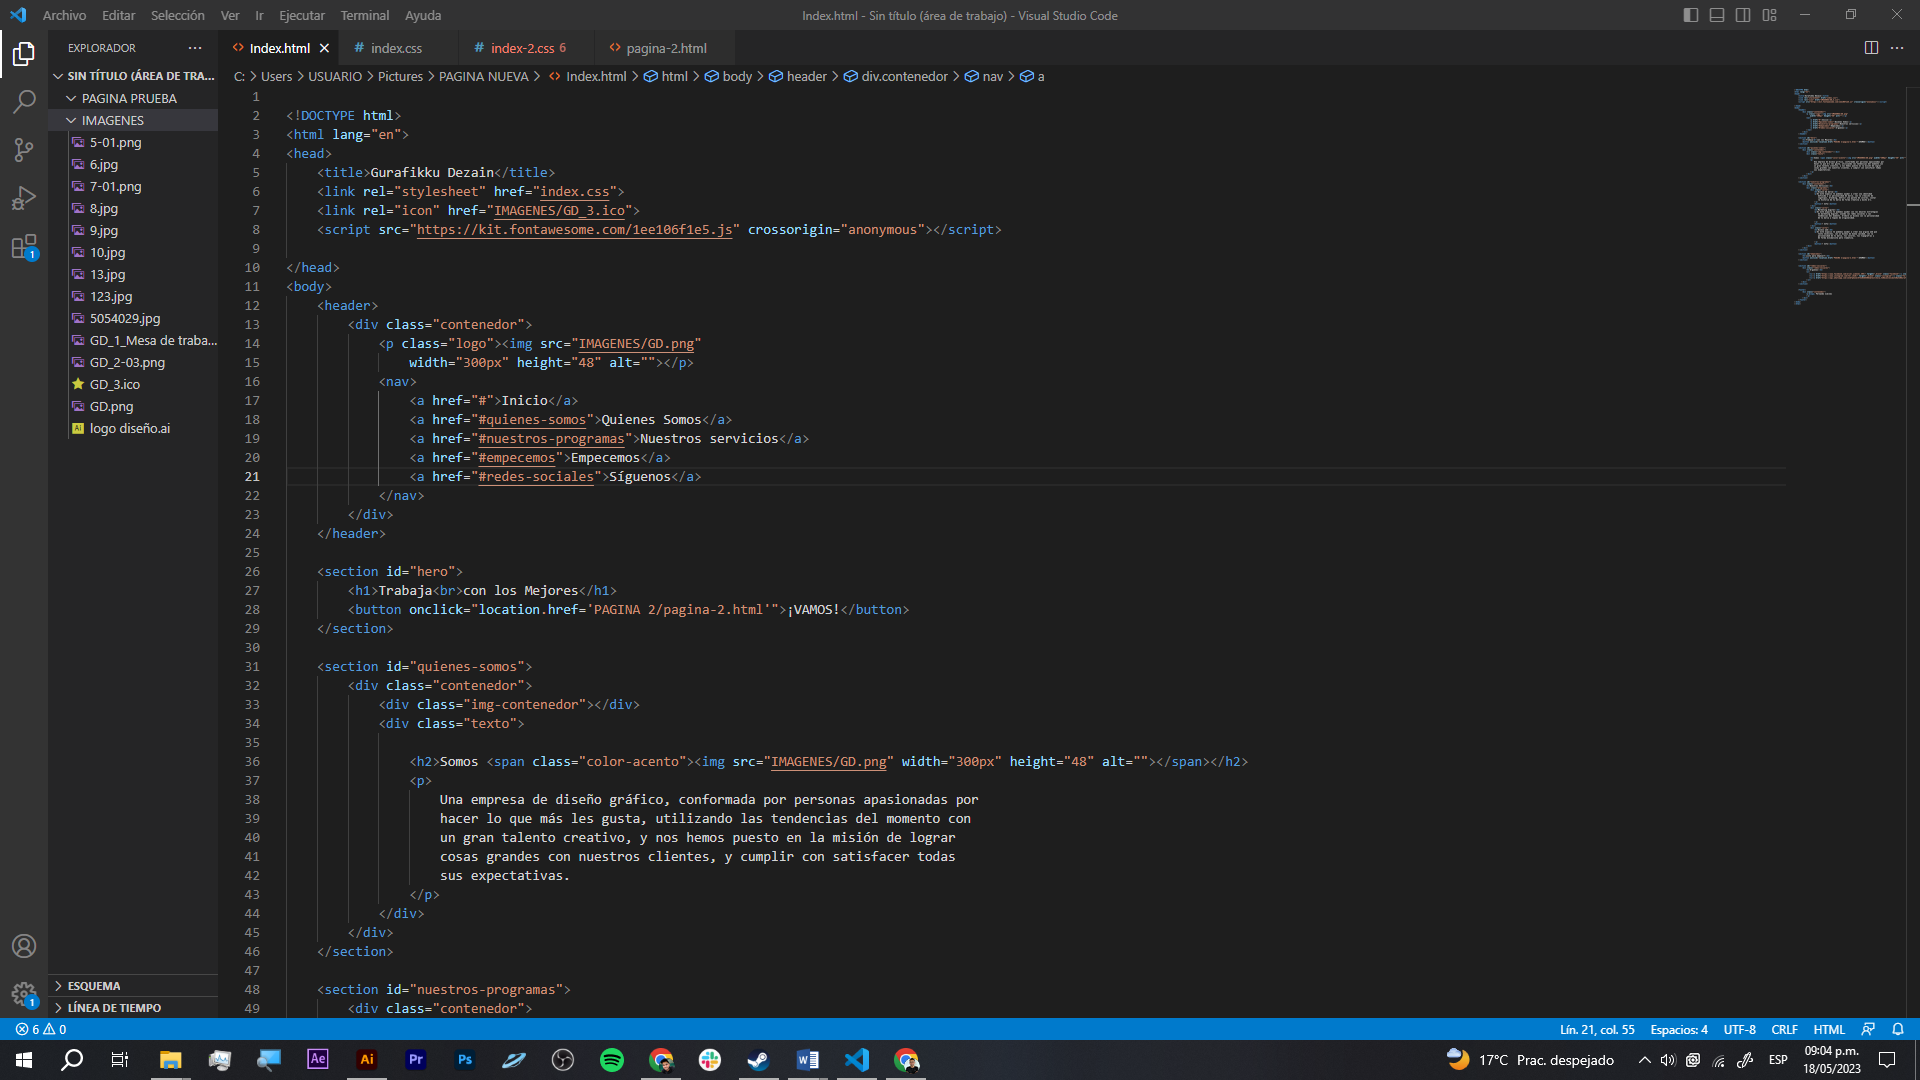 Archivo Editar Selección Ver Ir Ejecutar Terminal Ayuda
Index.html - Sin título (área de trabajo) - Visual Studio Code
EXPLORADOR
SIN TÍTULO (ÁREA DE TRA...
PAGINA PRUEBA
IMAGENES
5-01.png
6.jpg
7-01.png
8.jpg
9.jpg
10.jpg
13.jpg
123.jpg
5054029.jpg
GD_1_Mesa de traba...
GD_2-03.png
GD_3.ico
GD.png
logo diseño.ai
ESQUEMA
LÍNEA DE TIEMPO
Index.html index.css index-2.css 6 pagina-2.html
C: > Users > USUARIO > Pictures > PAGINA NUEVA > Index.html > html > body > header > div.contenedor > nav > a
1
2 <!DOCTYPE html>
3 <html lang="en">
4 <head>
5 <title>Gurafikku Dezain</title>
6 <link rel="stylesheet" href="index.css">
7 <link rel="icon" href="IMAGENES/GD_3.ico">
8 <script src="https://kit.fontawesome.com/1ee106f1e5.js" crossorigin="anonymous"></script>
9
10 </head>
11 <body>
12 <header>
13 <div class="contenedor">
14 <p class="logo"><img src="IMAGENES/GD.png"
15 width="300px" height="48" alt=""></p>
16 <nav>
17 <a href="#">Inicio</a>
18 <a href="#quienes-somos">Quienes Somos</a>
19 <a href="#nuestros-programas">Nuestros servicios</a>
20 <a href="#empecemos">Empecemos</a>
21 <a href="#redes-sociales">Síguenos</a>
22 </nav>
23 </div>
24 </header>
25
26 <section id="hero">
27 <h1>Trabaja<br>con los Mejores</h1>
28 <button onclick="location.href='PAGINA 2/pagina-2.html'">¡VAMOS!</button>
29 </section>
30
31 <section id="quienes-somos">
32 <div class="contenedor">
33 <div class="img-contenedor"></div>
34 <div class="texto">
35
36 <h2>Somos <span class="color-acento"><img src="IMAGENES/GD.png" width="300px" height="48" alt=""></span></h2>
37 <p>
38 Una empresa de diseño gráfico, conformada por personas apasionadas por
39 hacer lo que más les gusta, utilizando las tendencias del momento con
40 un gran talento creativo, y nos hemos puesto en la misión de lograr
41 cosas grandes con nuestros clientes, y cumplir con satisfacer todas
42 sus expectativas.
43 </p>
44 </div>
45 </div>
46 </section>
47
48 <section id="nuestros-programas">
49 <div class="contenedor">
6 0
Lín. 21, col. 55 Espacios: 4 UTF-8 CRLF HTML
Ae Ai Pr Ps
17°C Prac. despejado
ESP
09:04 p.m.
18/05/2023